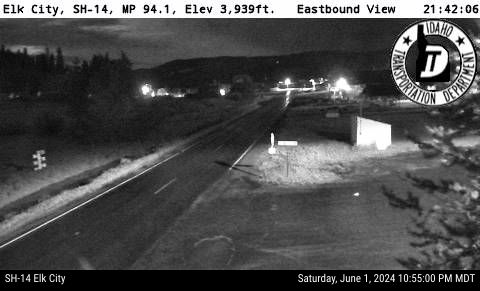 Elk City, SH-14, MP 94.1, Elev 3,939ft. Eastbound View 21:42:06
IDAHO
TRANSPORTATION DEPARTMENT
SH-14 Elk City Saturday, June 1, 2024 10:55:00 PM MDT